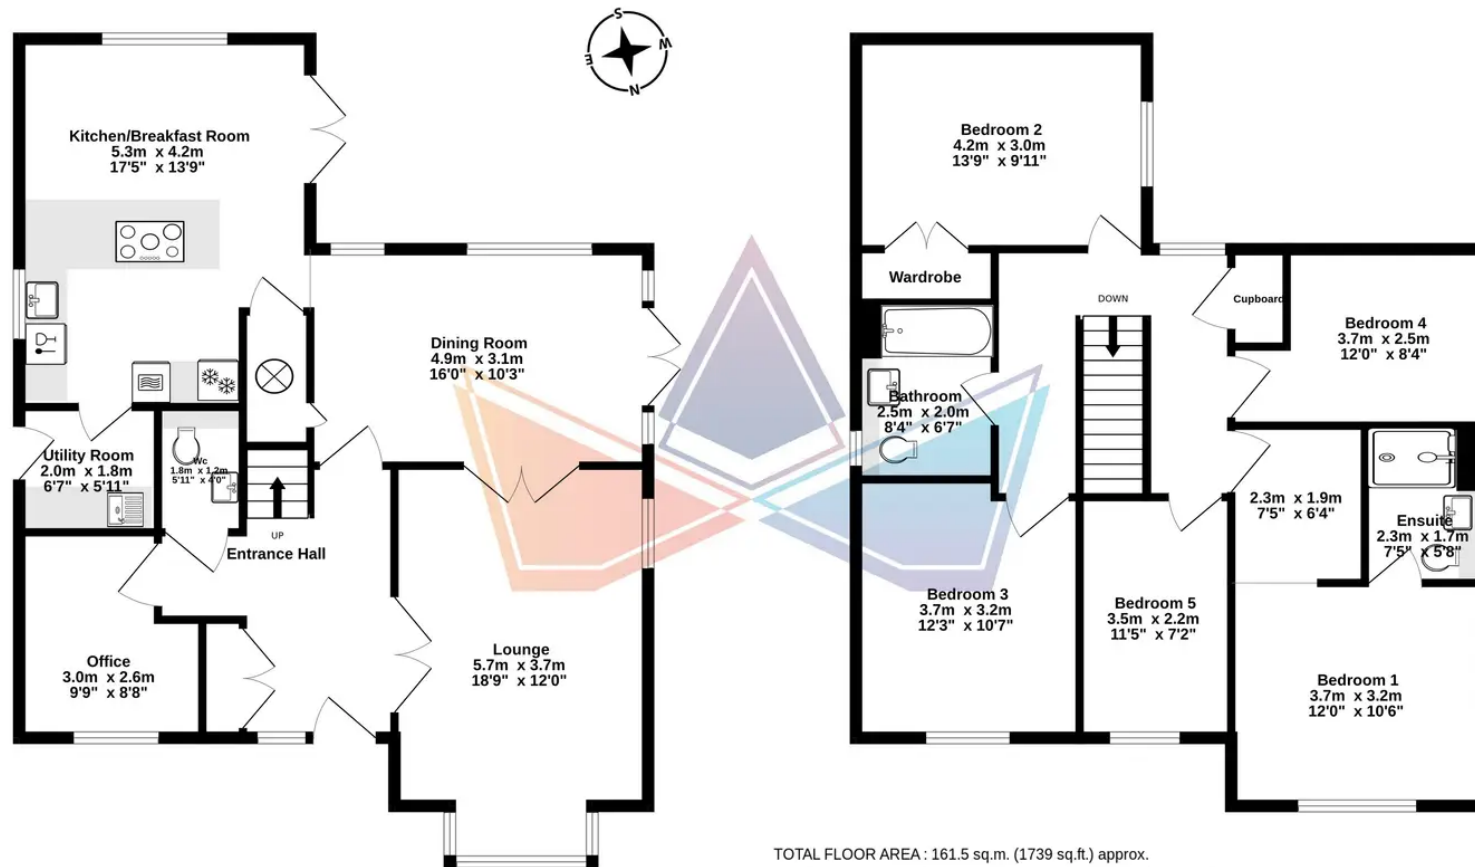 S
W
E
N
Kitchen/Breakfast Room
5.3m x 4.2m
17'5" x 13'9"
Dining Room
4.9m x 3.1m
16'0" x 10'3"
Utility Room
2.0m x 1.8m
6'7" x 5'11"
Wc
1.8m x 1.2m
5'11" x 4'0"
UP
Entrance Hall
Office
3.0m x 2.6m
9'9" x 8'8"
Lounge
5.7m x 3.7m
18'9" x 12'0"
Bedroom 2
4.2m x 3.0m
13'9" x 9'11"
Wardrobe
DOWN
Cupboard
Bedroom 4
3.7m x 2.5m
12'0" x 8'4"
Bathroom
2.5m x 2.0m
8'4" x 6'7"
2.3m x 1.9m
7'5" x 6'4"
Ensuite
2.3m x 1.7m
7'5" x 5'8"
Bedroom 3
3.7m x 3.2m
12'3" x 10'7"
Bedroom 5
3.5m x 2.2m
11'5" x 7'2"
Bedroom 1
3.7m x 3.2m
12'0" x 10'6"
TOTAL FLOOR AREA : 161.5 sq.m. (1739 sq.ft.) approx.